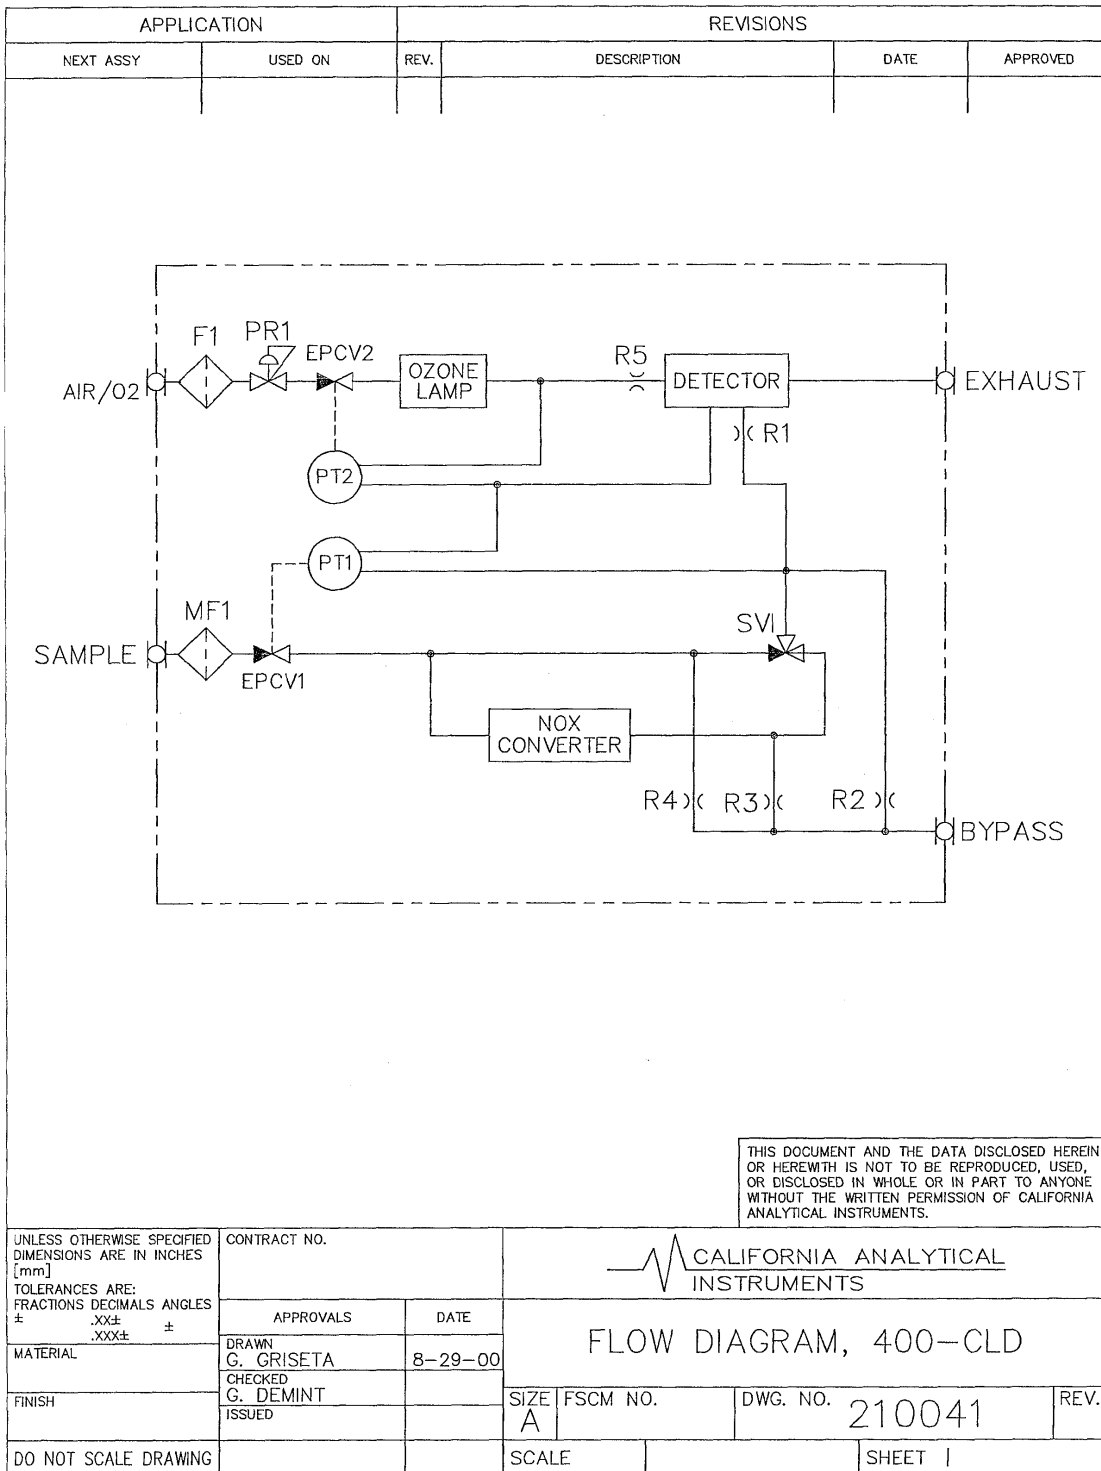 APPLICATION
REVISIONS
NEXT ASSY
USED ON
REV.
DESCRIPTION
DATE
APPROVED
F1
PR1
EPCV2
R5
AIR/O2
OZONE
LAMP
DETECTOR
EXHAUST
R1
PT2
PT1
MF1
SV1
SAMPLE
EPCV1
NOX
CONVERTER
R4
R3
R2
BYPASS
THIS DOCUMENT AND THE DATA DISCLOSED HEREIN
OR HEREWITH IS NOT TO BE REPRODUCED, USED,
OR DISCLOSED IN WHOLE OR IN PART TO ANYONE
WITHOUT THE WRITTEN PERMISSION OF CALIFORNIA
ANALYTICAL INSTRUMENTS.
UNLESS OTHERWISE SPECIFIED
DIMENSIONS ARE IN INCHES
[mm]
TOLERANCES ARE:
FRACTIONS DECIMALS ANGLES
± .XX± ±
.XXX±
MATERIAL
FINISH
DO NOT SCALE DRAWING
CONTRACT NO.
APPROVALS
DATE
DRAWN
G. GRISETA
8-29-00
CHECKED
G. DEMINT
ISSUED
CALIFORNIA ANALYTICAL
INSTRUMENTS
FLOW DIAGRAM, 400-CLD
SIZE
A
FSCM NO.
DWG. NO. 210041
REV.
SCALE
SHEET 1